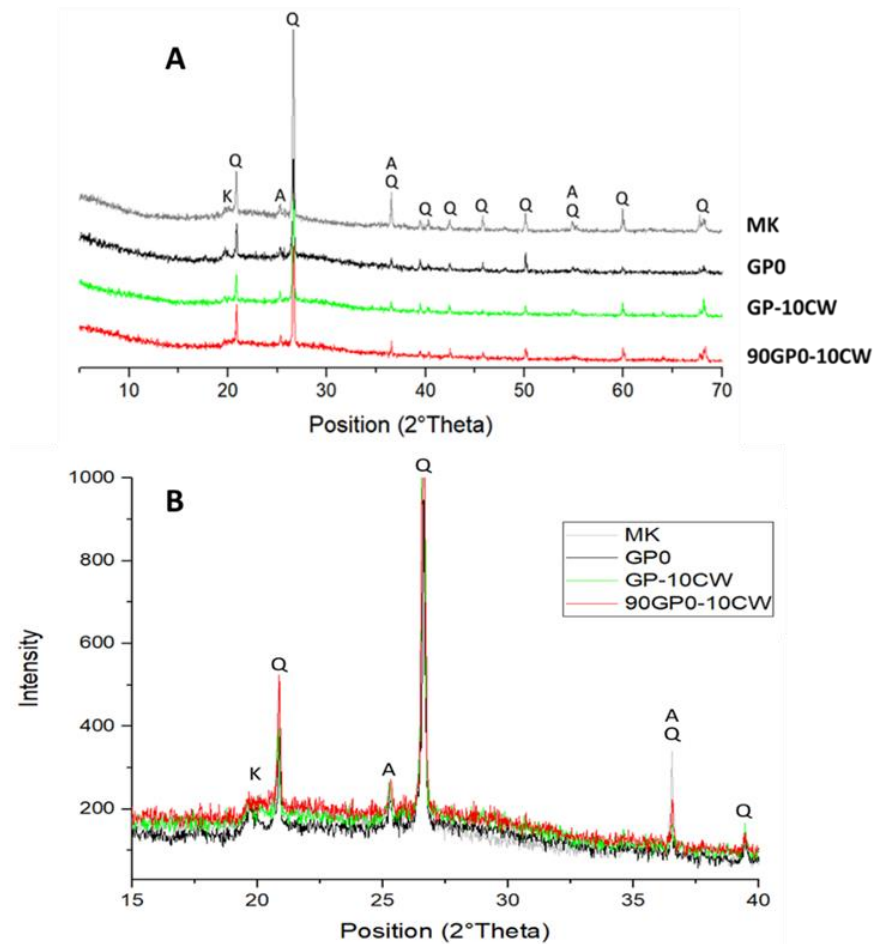 A
Q
Q
K
A
A
Q
Q
Q
Q
Q
A
Q
Q
Q
MK
GP0
GP-10CW
90GP0-10CW
10
20
30
40
50
60
70
Position (2°Theta)
B
1000
800
600
400
200
Intensity
Q
Q
K
A
A
Q
Q
MK
GP0
GP-10CW
90GP0-10CW
15
20
25
30
35
40
Position (2°Theta)